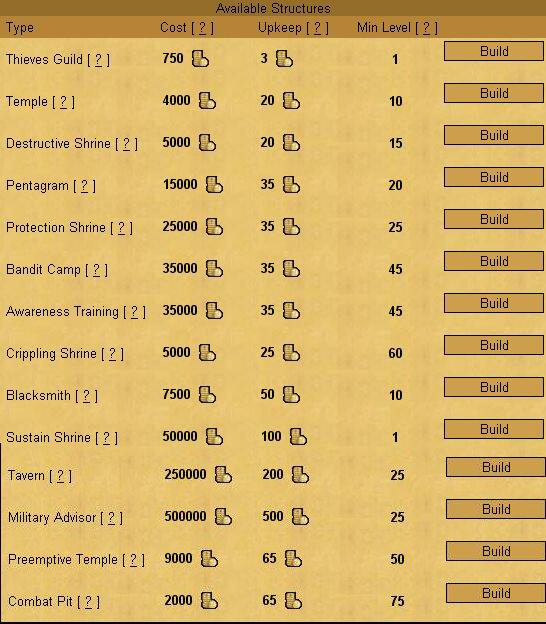 Available Structures
Type Cost [ ? ] Upkeep [ ? ] Min Level [ ? ]
Thieves Guild [ ? ] 750 3 1 Build
Temple [ ? ] 4000 20 10 Build
Destructive Shrine [ ? ] 5000 20 15 Build
Pentagram [ ? ] 15000 35 20 Build
Protection Shrine [ ? ] 25000 35 25 Build
Bandit Camp [ ? ] 35000 35 45 Build
Awareness Training [ ? ] 35000 35 45 Build
Crippling Shrine [ ? ] 5000 25 60 Build
Blacksmith [ ? ] 7500 50 10 Build
Sustain Shrine [ ? ] 50000 100 1 Build
Tavern [ ? ] 250000 200 25 Build
Military Advisor [ ? ] 500000 500 25 Build
Preemptive Temple [ ? ] 9000 65 50 Build
Combat Pit [ ? ] 2000 65 75 Build